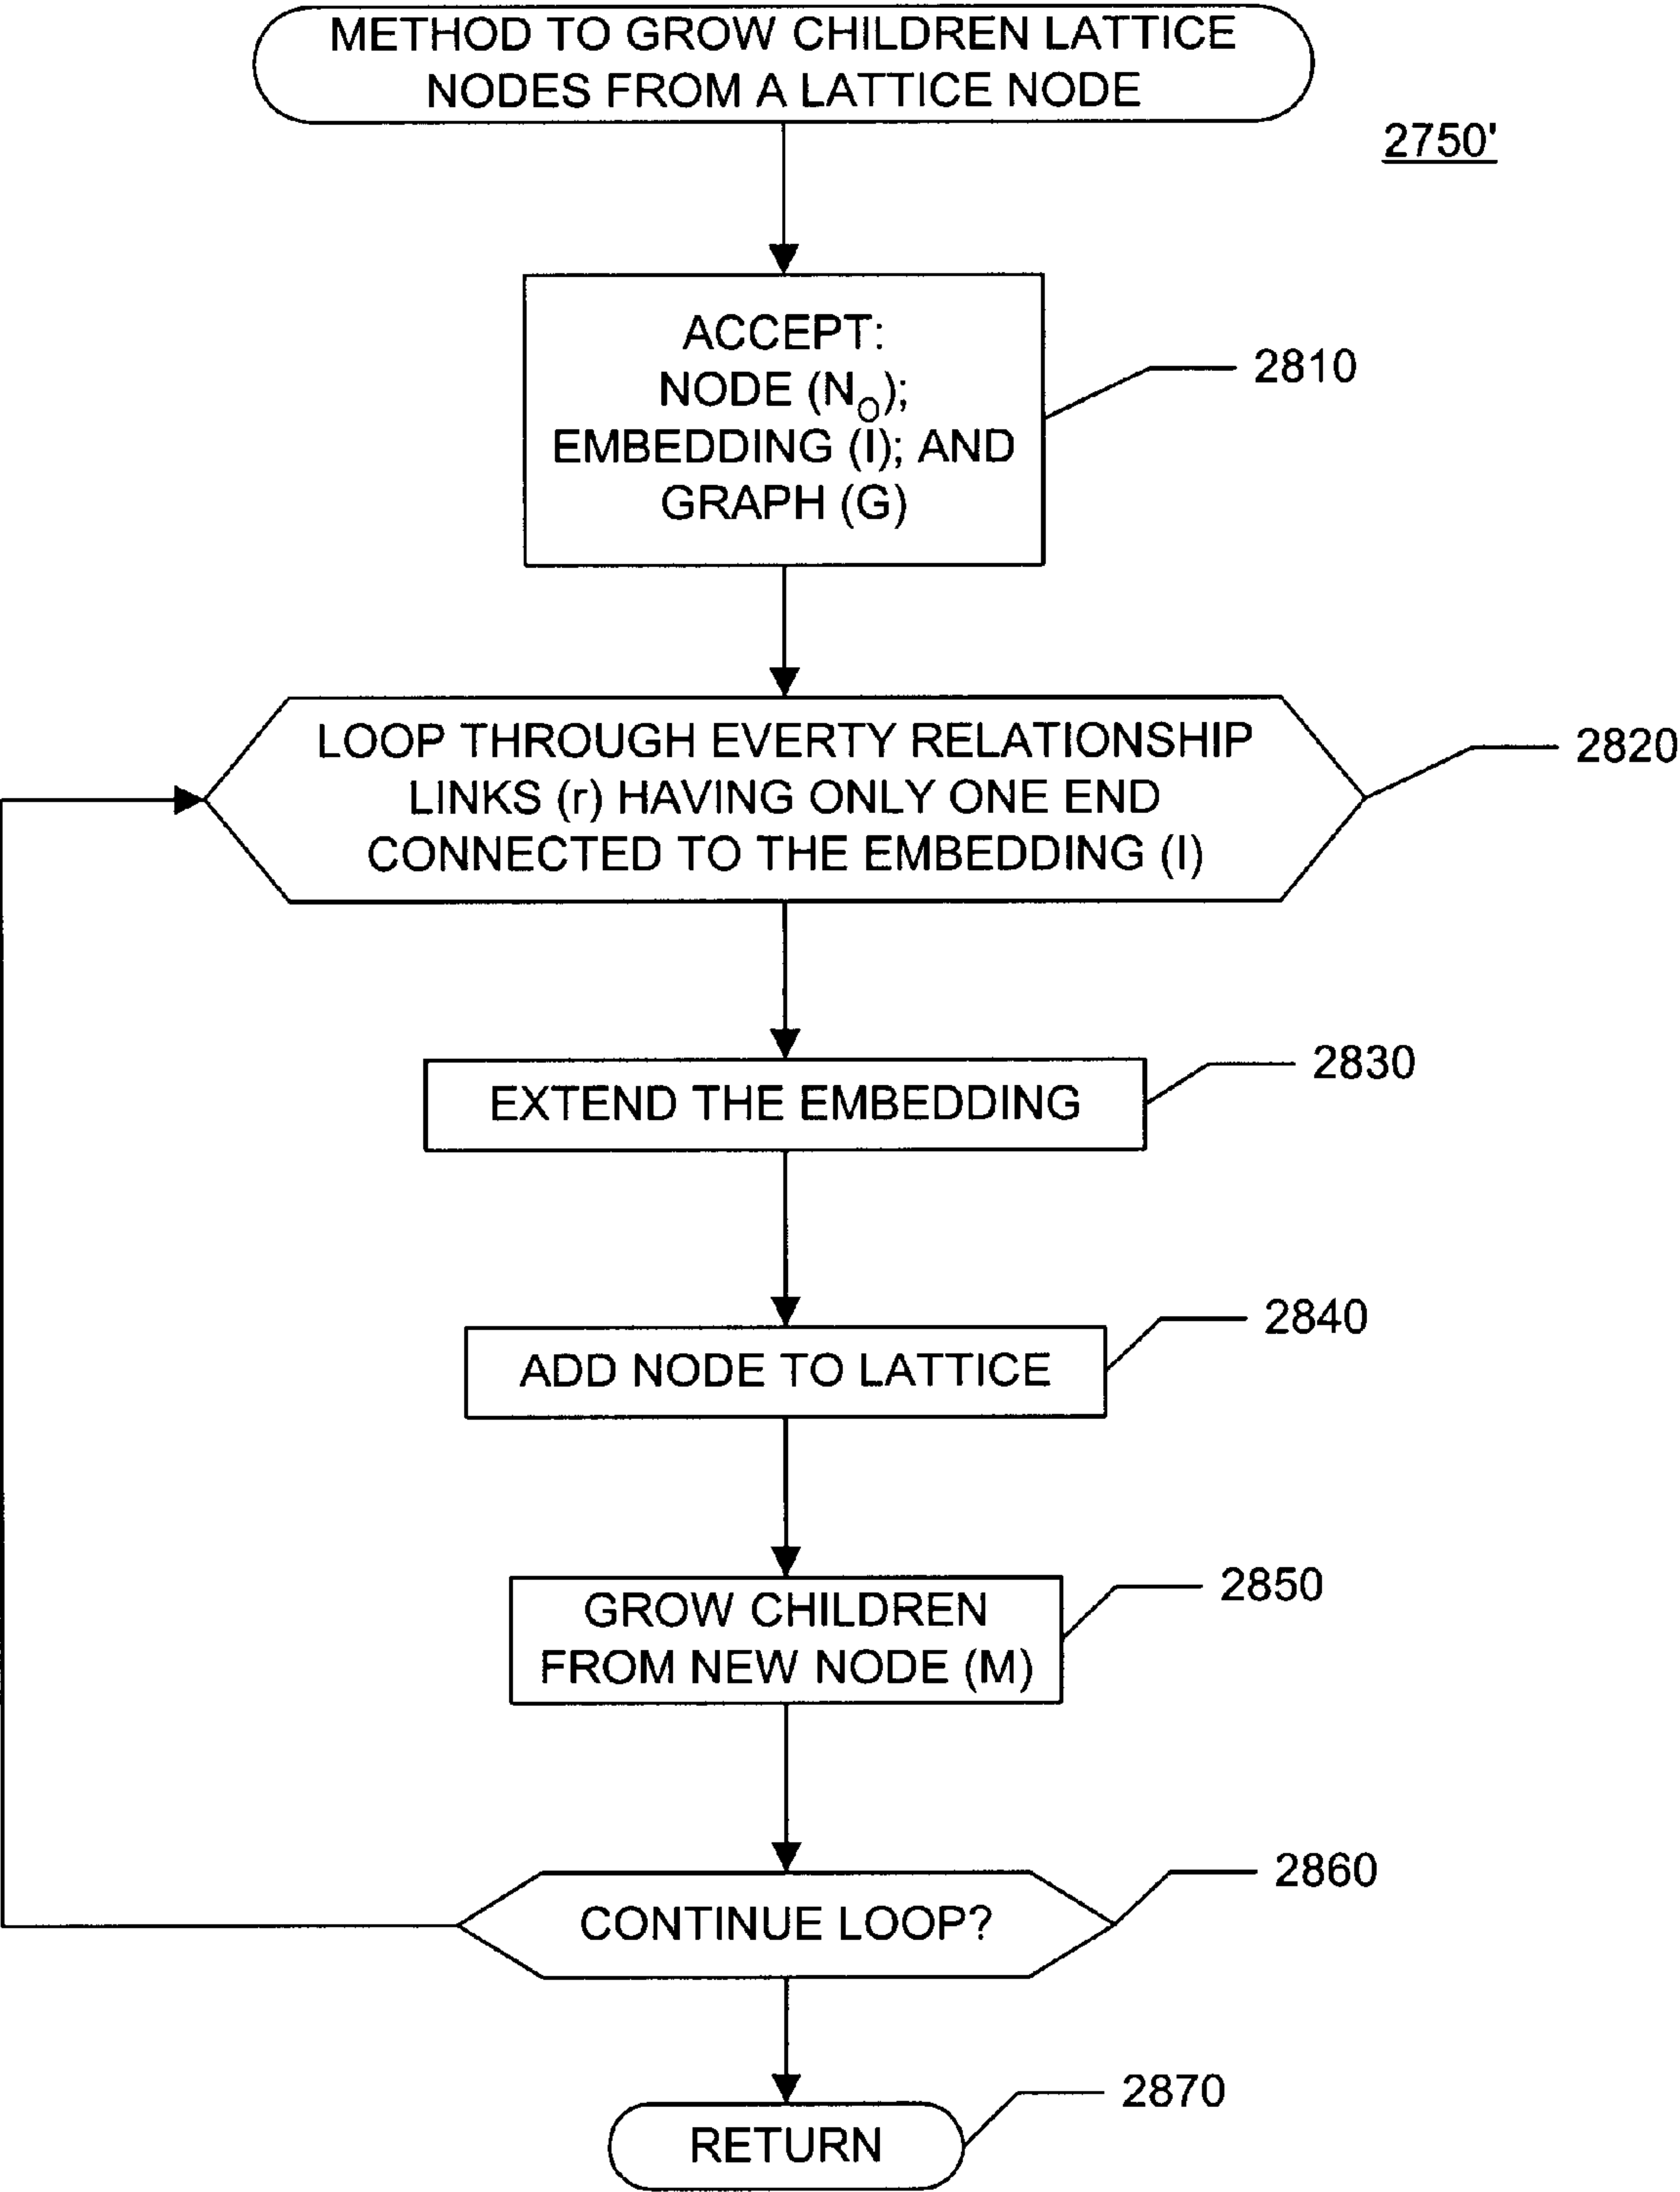 METHOD TO GROW CHILDREN LATTICE
NODES FROM A LATTICE NODE
2750'
ACCEPT:
NODE (N_O);
EMBEDDING (I); AND
GRAPH (G)
2810
LOOP THROUGH EVERTY RELATIONSHIP
LINKS (r) HAVING ONLY ONE END
CONNECTED TO THE EMBEDDING (I)
2820
EXTEND THE EMBEDDING
2830
ADD NODE TO LATTICE
2840
GROW CHILDREN
FROM NEW NODE (M)
2850
CONTINUE LOOP?
2860
RETURN
2870